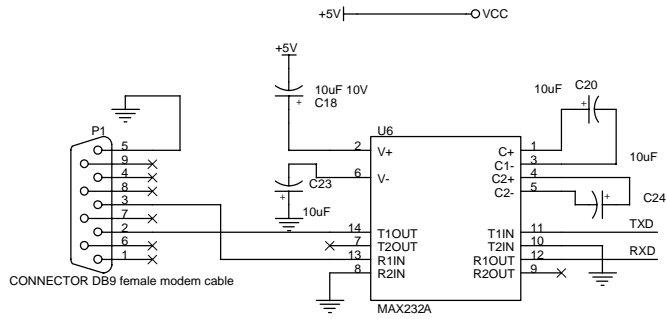 +5V VCC
+5V
10uF 10V
+
C18
10uF C20
+
P1
U6
5
9
4
8
3
7
2
6
1
2 V+ C+ 1
C1- 3
10uF
6 V- C2+ 4
C2- 5
C23
+
10uF
+ C24
14 T1OUT T1IN 11 TXD
7 T2OUT T2IN 10
13 R1IN R1OUT 12 RXD
8 R2IN R2OUT 9
CONNECTOR DB9 female modem cable
MAX232A